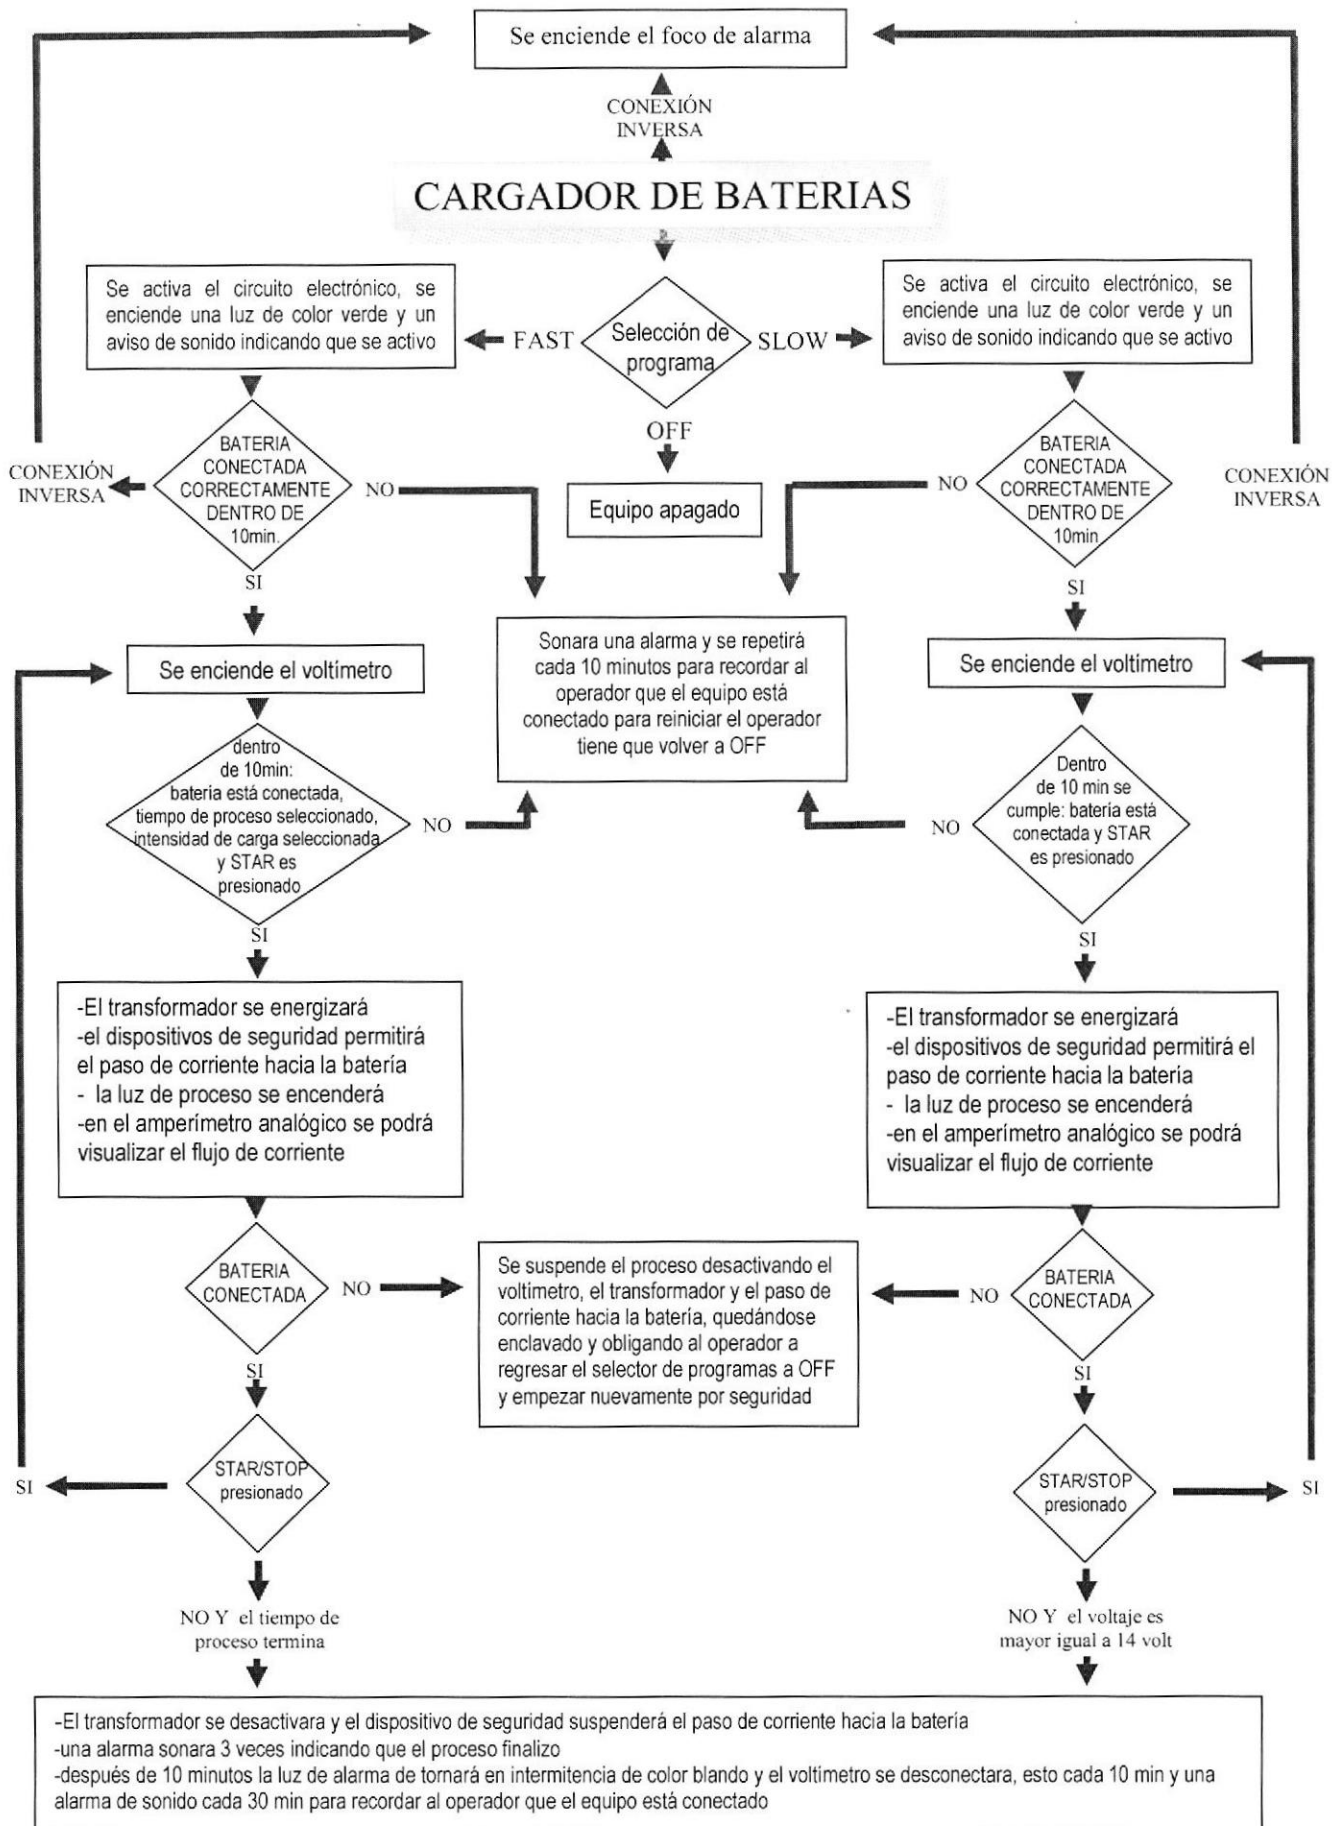 Se enciende el foco de alarma
CONEXIÓN
INVERSA
CARGADOR DE BATERIAS
Se activa el circuito electrónico, se
enciende una luz de color verde y un
aviso de sonido indicando que se activo
FAST
Selección de
programa
SLOW
Se activa el circuito electrónico, se
enciende una luz de color verde y un
aviso de sonido indicando que se activo
OFF
Equipo apagado
CONEXIÓN
INVERSA
BATERIA
CONECTADA
CORRECTAMENTE
DENTRO DE
10min.
NO
NO
BATERIA
CONECTADA
CORRECTAMENTE
DENTRO DE
10min
CONEXIÓN
INVERSA
SI
SI
Se enciende el voltímetro
Sonara una alarma y se repetirá
cada 10 minutos para recordar al
operador que el equipo está
conectado para reiniciar el operador
tiene que volver a OFF
Se enciende el voltímetro
dentro
de 10min:
batería está conectada,
tiempo de proceso seleccionado,
intensidad de carga seleccionada
y STAR es
presionado
NO
NO
Dentro
de 10 min se
cumple: batería está
conectada y STAR
es presionado
SI
SI
-El transformador se energizará
-el dispositivos de seguridad permitirá
el paso de corriente hacia la batería
- la luz de proceso se encenderá
-en el amperímetro analógico se podrá
visualizar el flujo de corriente
-El transformador se energizará
-el dispositivos de seguridad permitirá el
paso de corriente hacia la batería
- la luz de proceso se encenderá
-en el amperímetro analógico se podrá
visualizar el flujo de corriente
BATERIA
CONECTADA
NO
Se suspende el proceso desactivando el
voltímetro, el transformador y el paso de
corriente hacia la batería, quedándose
enclavado y obligando al operador a
regresar el selector de programas a OFF
y empezar nuevamente por seguridad
NO
BATERIA
CONECTADA
SI
SI
SI
STAR/STOP
presionado
STAR/STOP
presionado
SI
NO Y el tiempo de
proceso termina
NO Y el voltaje es
mayor igual a 14 volt
-El transformador se desactivara y el dispositivo de seguridad suspenderá el paso de corriente hacia la batería
-una alarma sonara 3 veces indicando que el proceso finalizo
-después de 10 minutos la luz de alarma de tornará en intermitencia de color blando y el voltímetro se desconectara, esto cada 10 min y una
alarma de sonido cada 30 min para recordar al operador que el equipo está conectado